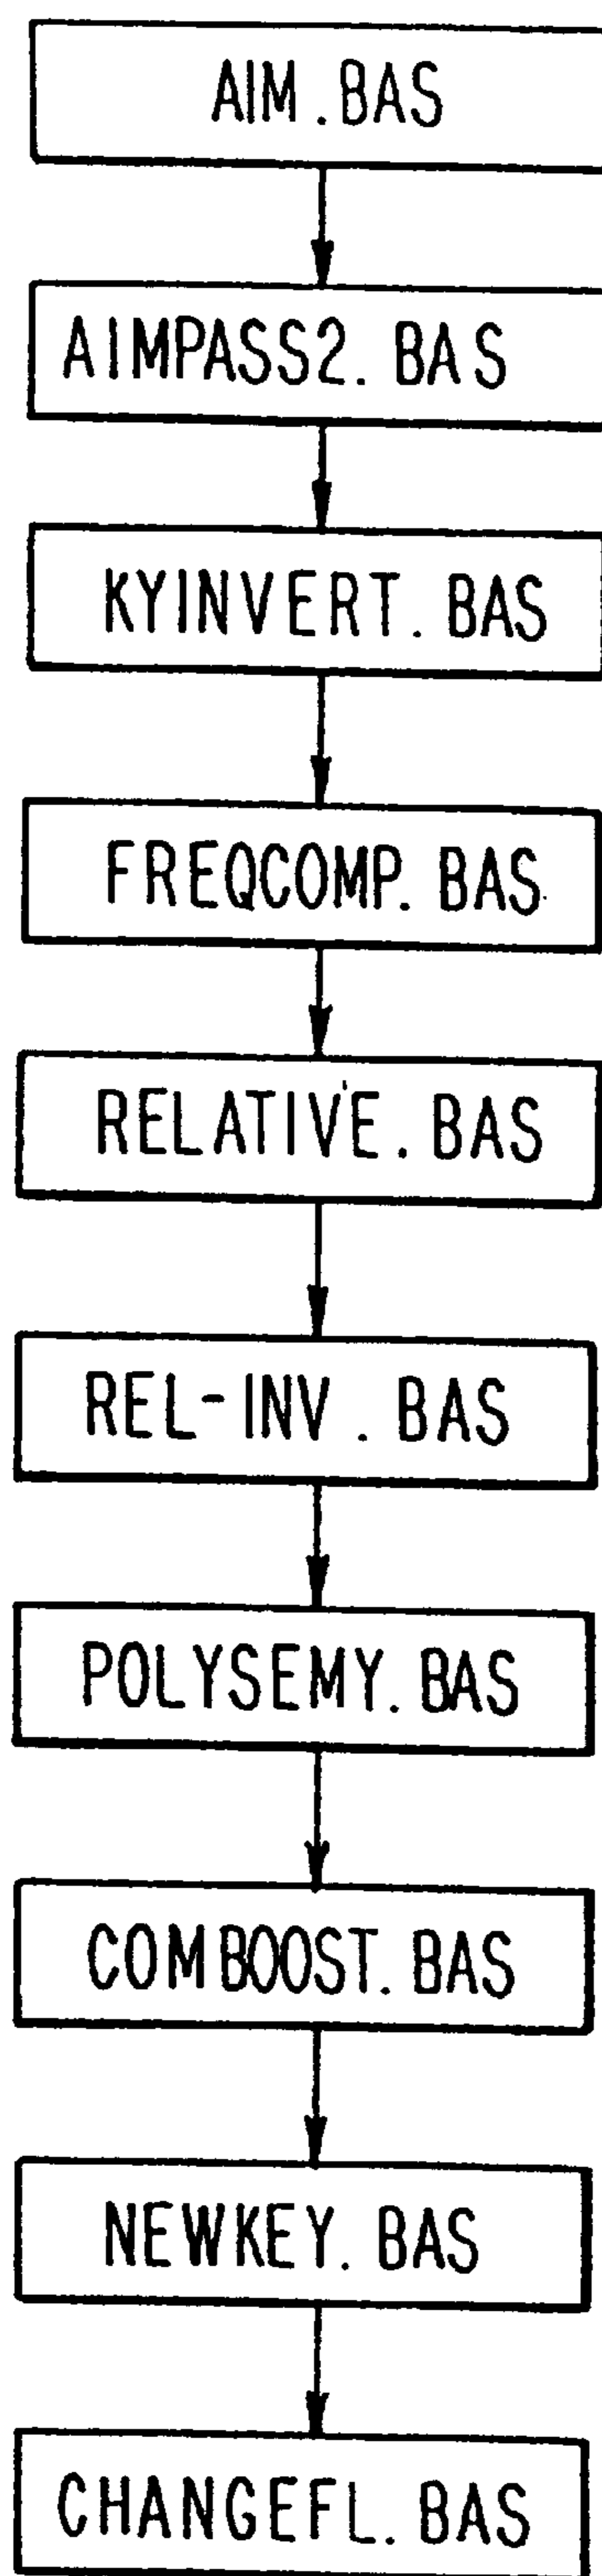 AIM.BAS
AIMPASS2.BAS
KYINVERT.BAS
FREQCOMP.BAS
RELATIVE.BAS
REL-INV.BAS
POLYSEMY.BAS
COMBOOST.BAS
NEWKEY.BAS
CHANGEFL.BAS